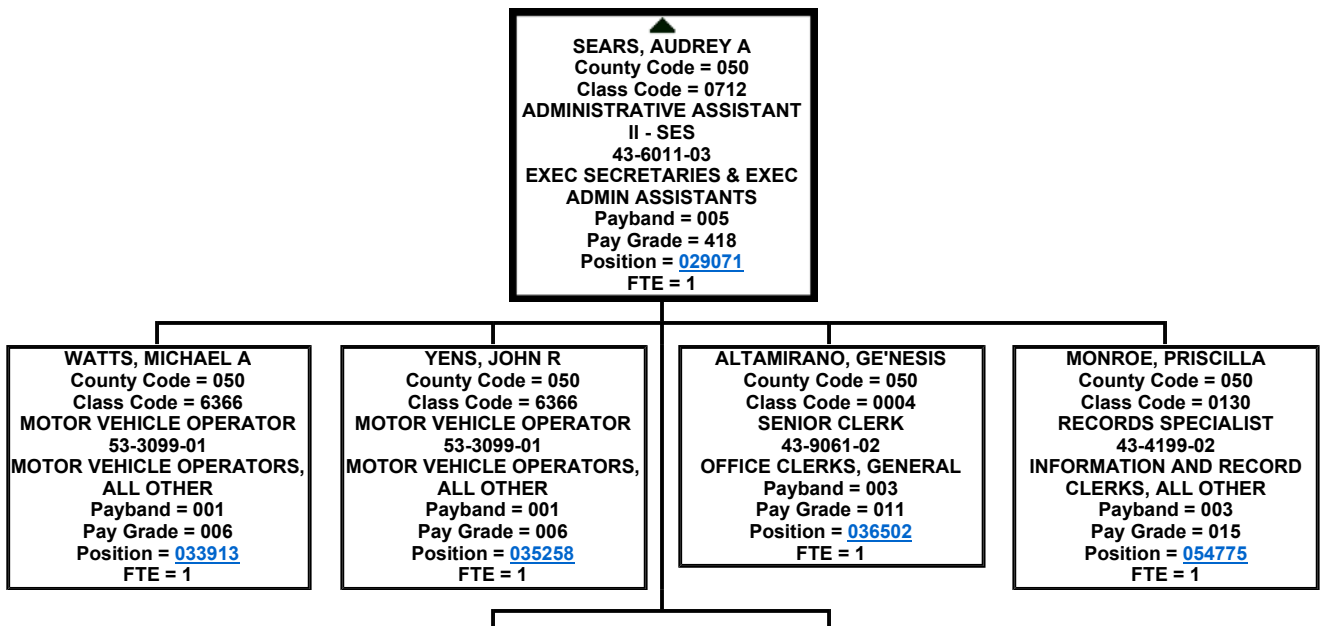 SEARS, AUDREY A
County Code = 050
Class Code = 0712
ADMINISTRATIVE ASSISTANT
II - SES
43-6011-03
EXEC SECRETARIES & EXEC
ADMIN ASSISTANTS
Payband = 005
Pay Grade = 418
Position = 029071
FTE = 1
WATTS, MICHAEL A
County Code = 050
Class Code = 6366
MOTOR VEHICLE OPERATOR
53-3099-01
MOTOR VEHICLE OPERATORS,
ALL OTHER
Payband = 001
Pay Grade = 006
Position = 033913
FTE = 1
YENS, JOHN R
County Code = 050
Class Code = 6366
MOTOR VEHICLE OPERATOR
53-3099-01
MOTOR VEHICLE OPERATORS,
ALL OTHER
Payband = 001
Pay Grade = 006
Position = 035258
FTE = 1
ALTAMIRANO, GE'NESIS
County Code = 050
Class Code = 0004
SENIOR CLERK
43-9061-02
OFFICE CLERKS, GENERAL
Payband = 003
Pay Grade = 011
Position = 036502
FTE = 1
MONROE, PRISCILLA
County Code = 050
Class Code = 0130
RECORDS SPECIALIST
43-4199-02
INFORMATION AND RECORD
CLERKS, ALL OTHER
Payband = 003
Pay Grade = 015
Position = 054775
FTE = 1